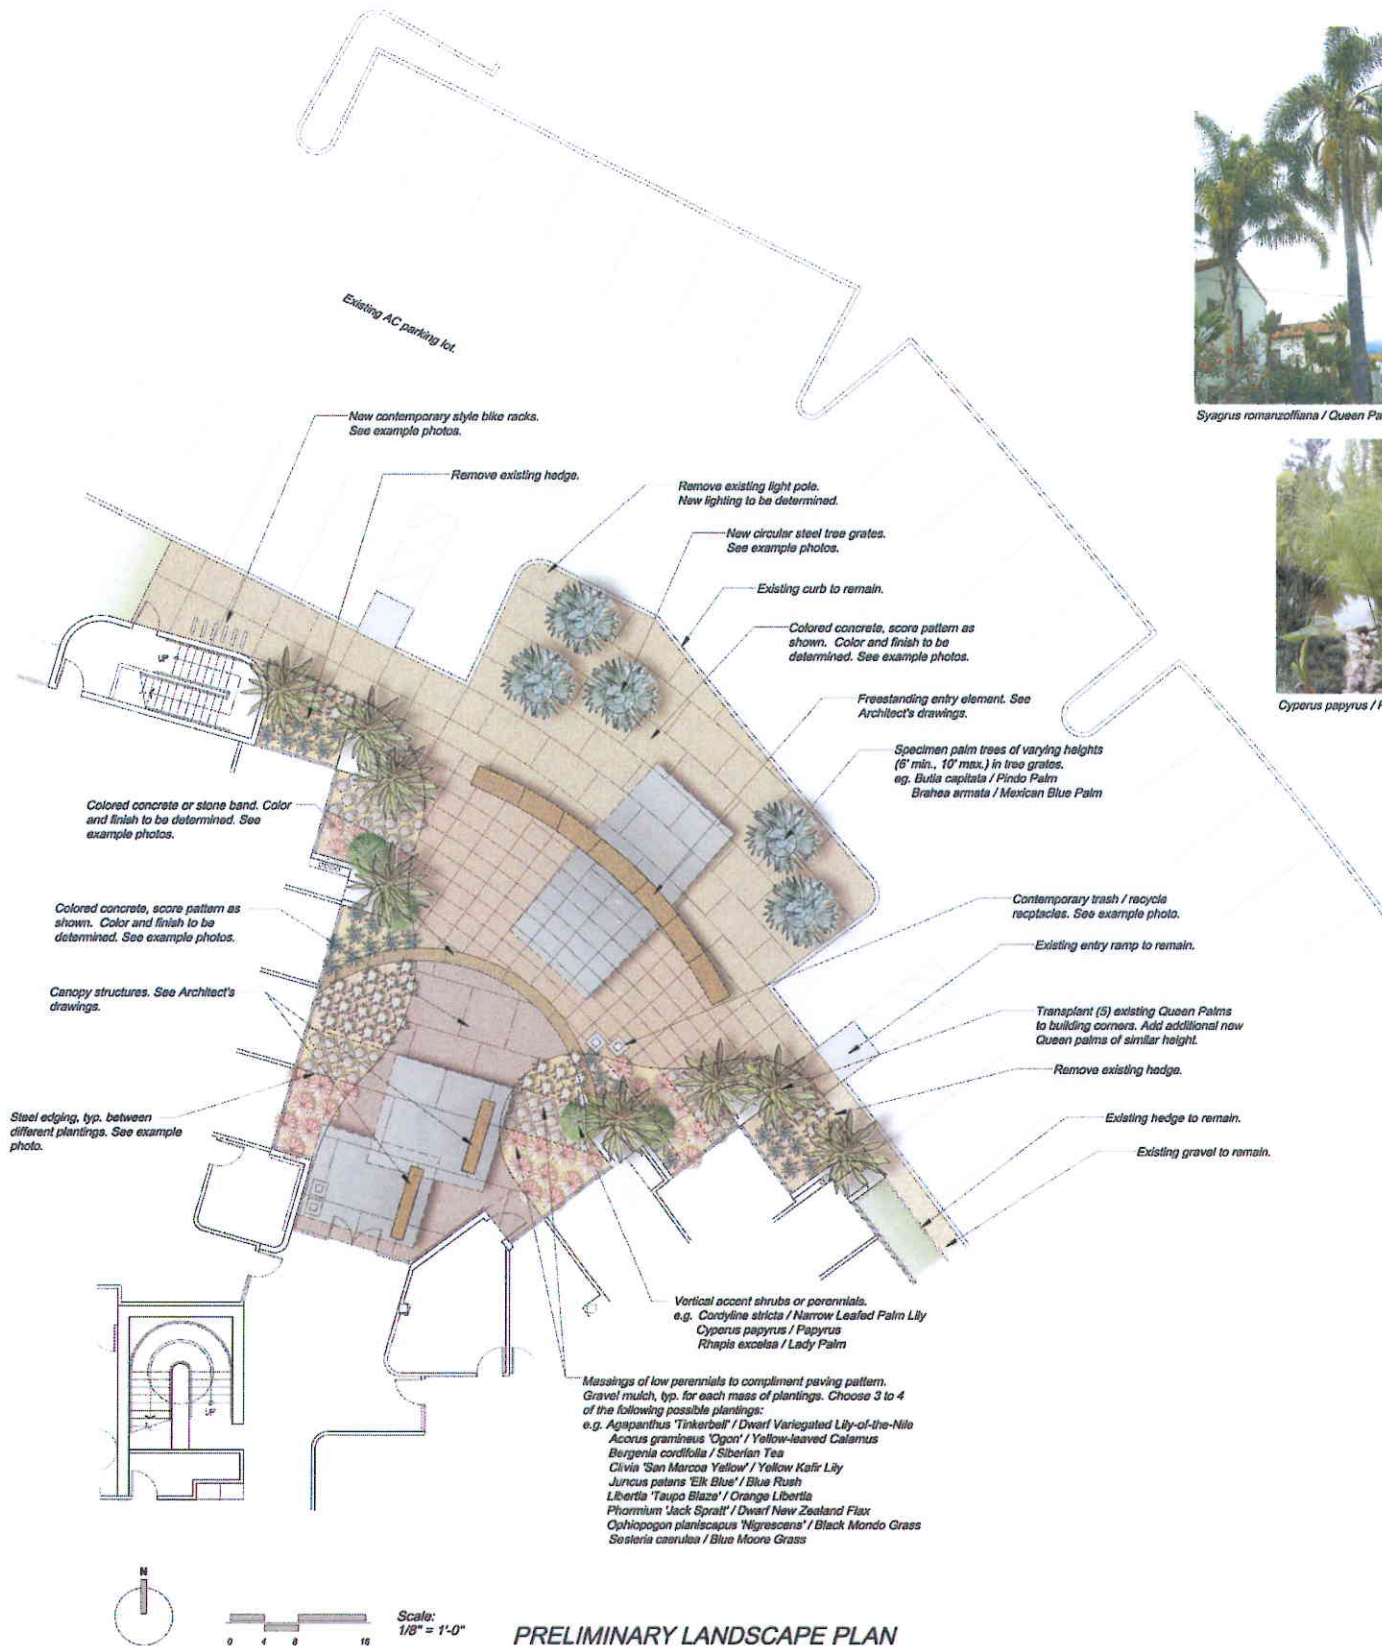 Existing AC parking lot.
Syagrus romanzoffiana / Queen Pa
New contemporary style bike racks.
See example photos.
Remove existing hedge.
Remove existing light pole.
New lighting to be determined.
New circular steel tree grates.
See example photos.
Existing curb to remain.
Colored concrete, score pattern as
shown. Color and finish to be
determined. See example photos.
Freestanding entry element. See
Architect's drawings.
Cyperus papyrus /
Specimen palm trees of varying heights
(6' min., 10' max.) in tree grates.
eg. Butia capitata / Pindo Palm
Brahea armata / Mexican Blue Palm
UP
Colored concrete or stone band. Color
and finish to be determined. See
example photos.
Colored concrete, score pattern as
shown. Color and finish to be
determined. See example photos.
Canopy structures. See Architect's
drawings.
Steel edging, typ. between
different plantings. See example
photo.
Contemporary trash / recycle
recptacles. See example photo.
Existing entry ramp to remain.
Transplant (5) existing Queen Palms
to building corners. Add additional new
Queen palms of similar height.
Remove existing hedge.
Existing hedge to remain.
Existing gravel to remain.
Vertical accent shrubs or perennials.
e.g. Cordyline stricta / Narrow Leafed Palm Lily
Cyperus papyrus / Papyrus
Rhapis excelsa / Lady Palm
Massings of low perennials to compliment paving pattern.
Gravel mulch, typ. for each mass of plantings. Choose 3 to 4
of the following possible plantings:
e.g. Agapanthus 'Tinkerbell' / Dwarf Variegated Lily-of-the-Nile
Acorus gramineus 'Ogon' / Yellow-leaved Calamus
Bergenia cordifolia / Siberian Tea
Clivia 'San Marcos Yellow' / Yellow Kafir Lily
Juncus patens 'Elk Blue' / Blue Rush
Libertia 'Taupo Blaze' / Orange Libertia
Phormium 'Jack Spratt' / Dwarf New Zealand Flax
Ophiopogon planiscapus 'Nigrescens' / Black Mondo Grass
Sesleria caerulea / Blue Moore Grass
UP
N
0 4 8 16
Scale:
1/8" = 1'-0"
PRELIMINARY LANDSCAPE PLAN